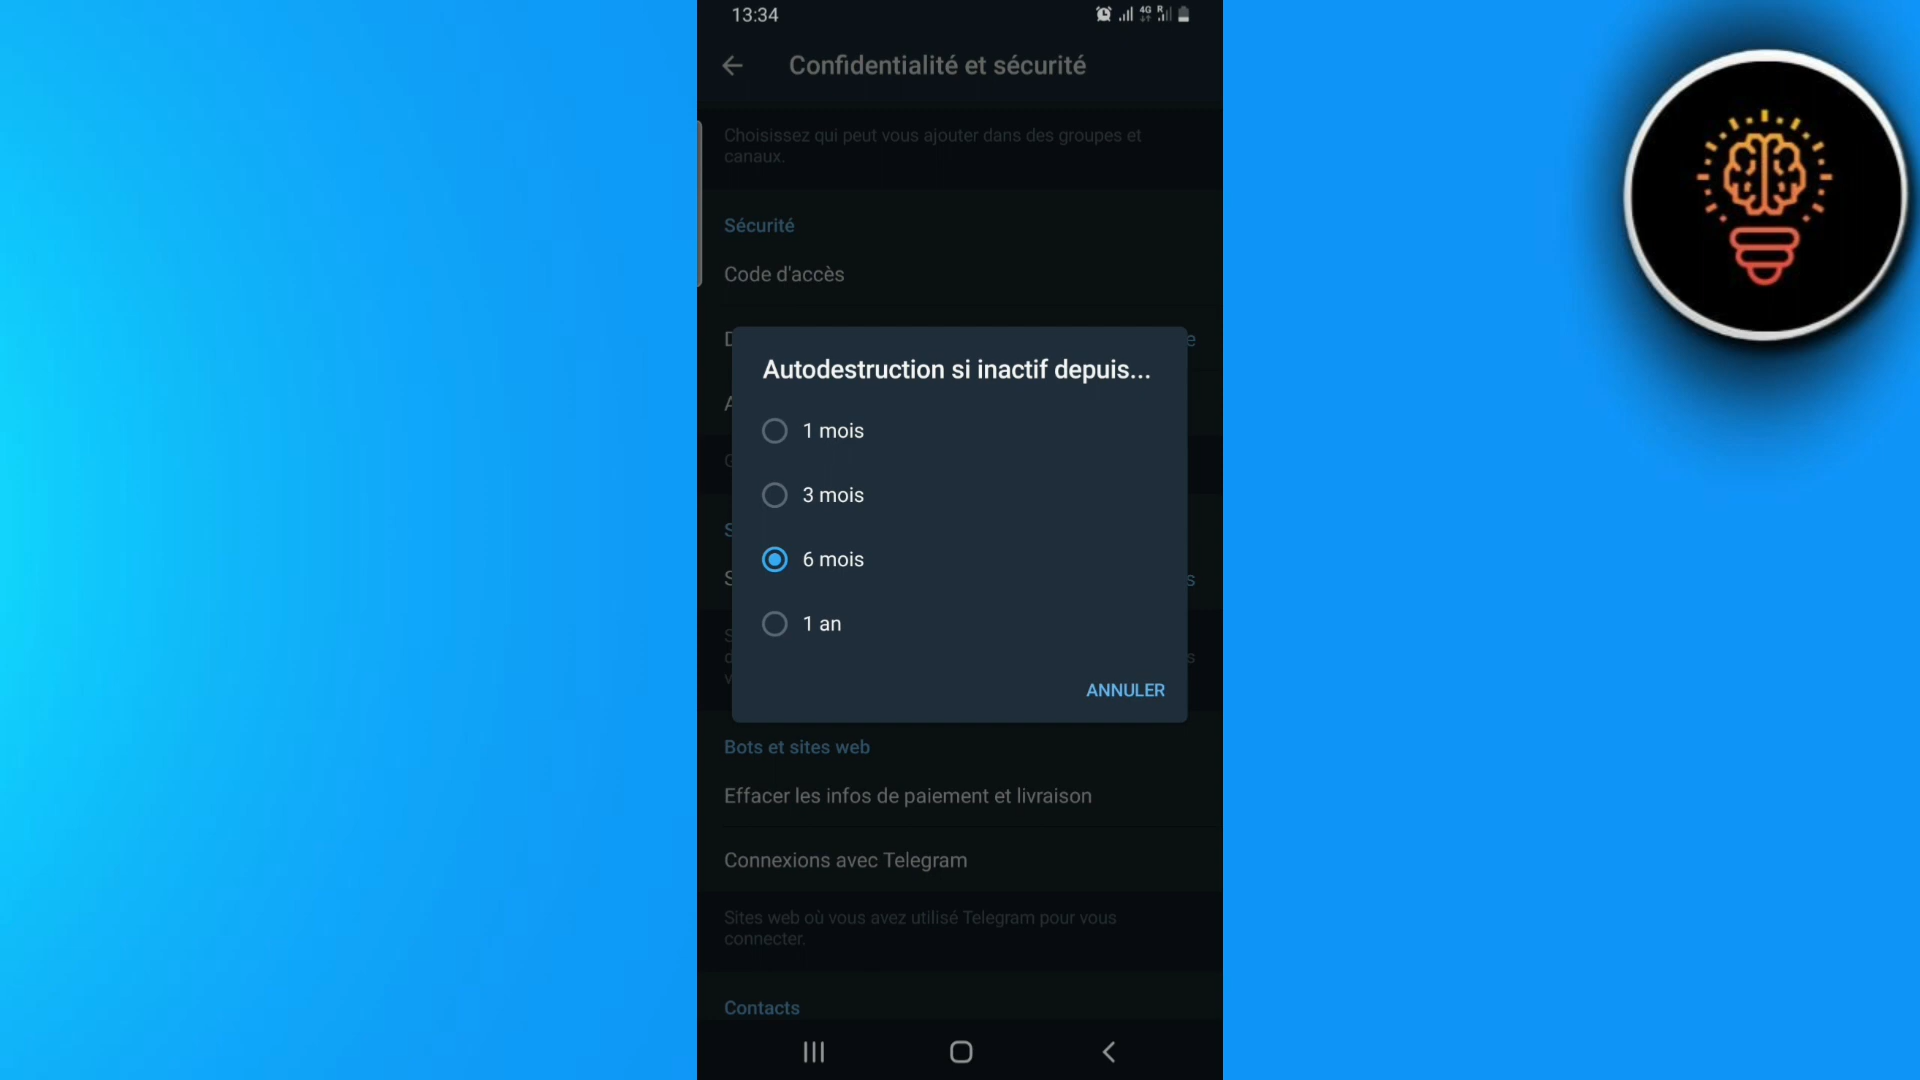 13:34
4G
R
Confidentialité et sécurité
Choisissez qui peut vous ajouter dans des groupes et
canaux.
Sécurité
Code d'accès
Autodestruction si inactif depuis...
1 mois
3 mois
6 mois
1 an
ANNULER
Bots et sites web
Effacer les infos de paiement et livraison
Connexions avec Telegram
Sites web où vous avez utilisé Telegram pour vous
connecter.
Contacts